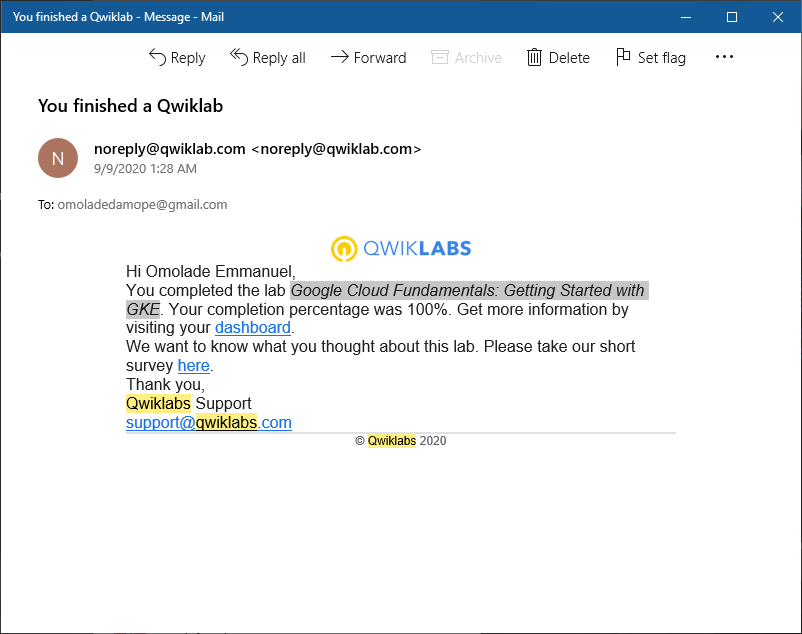 You finished a Qwiklab - Message - Mail
Reply Reply all Forward Archive Delete Set flag
You finished a Qwiklab
N
noreply@qwiklab.com <noreply@qwiklab.com>
9/9/2020 1:28 AM
To: omoladedamope@gmail.com
QWIKLABS
Hi Omolade Emmanuel,
You completed the lab Google Cloud Fundamentals: Getting Started with
GKE. Your completion percentage was 100%. Get more information by
visiting your dashboard.
We want to know what you thought about this lab. Please take our short
survey here.
Thank you,
Qwiklabs Support
support@qwiklabs.com
© Qwiklabs 2020